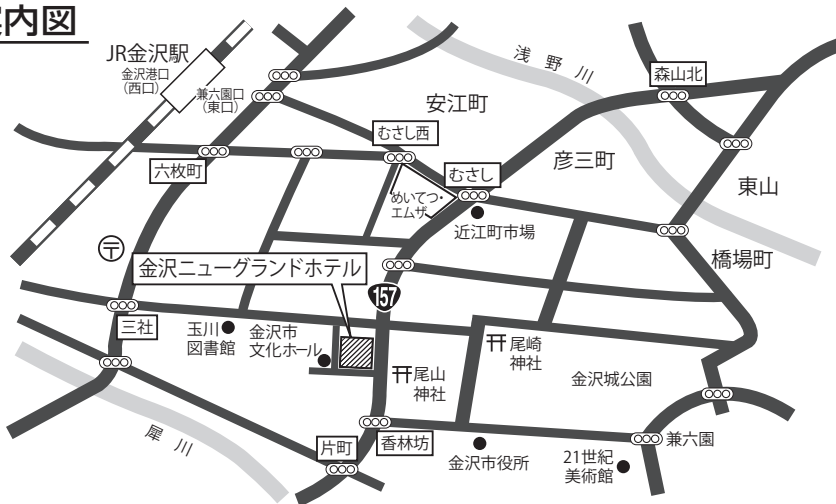 案内図
JR金沢駅
金沢港口
（西口）
兼六園口
（東口）
浅野川
森山北
安江町
むさし西
彦三町
むさし
六枚町
めいてつ・
エムザ
東山
近江町市場
橋場町
〒
金沢ニューグランドホテル
157
三社
玉川
図書館
金沢市
文化ホール
尾山
神社
尾崎
神社
金沢城公園
犀川
片町
香林坊
金沢市役所
21世紀
美術館
兼六園